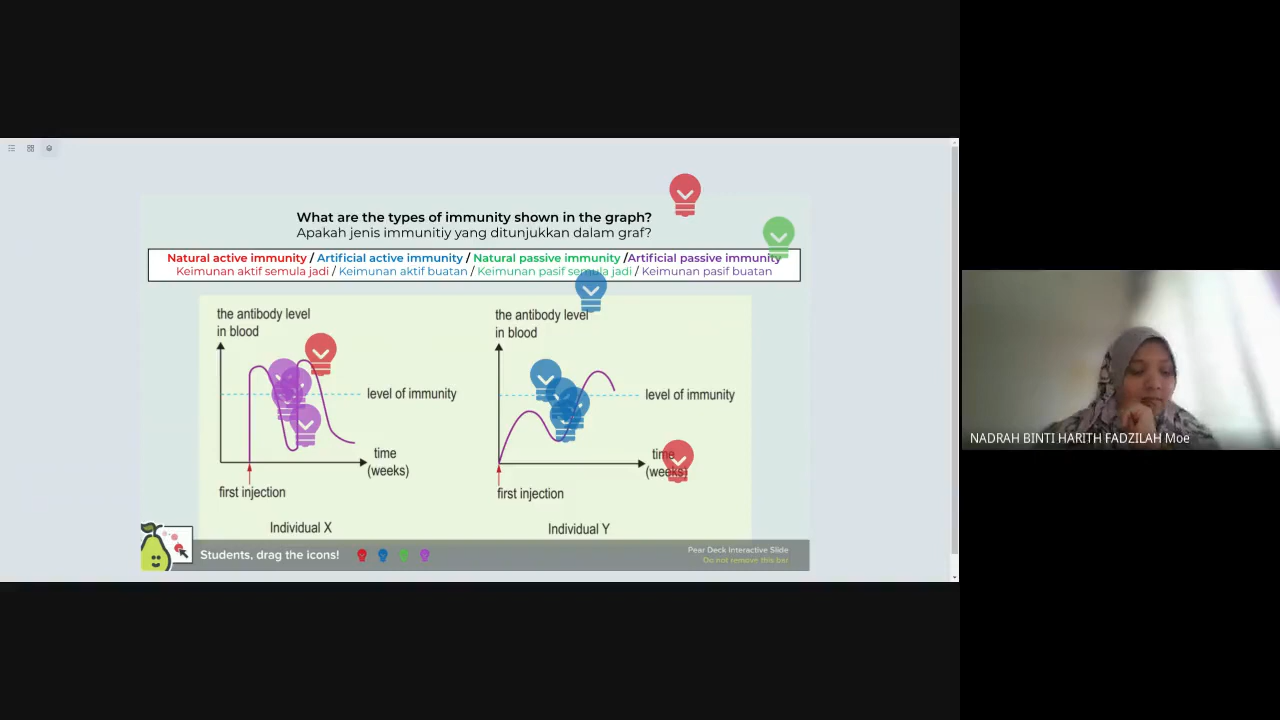 What are the types of immunity shown in the graph?
Apakah jenis immunitiy yang ditunjukkan dalam graf?
Natural active immunity / Artificial active immunity / Natural passive immunity /Artificial passive immunity
Keimunan aktif semula jadi / Keimunan aktif buatan / Keimunan pasif semula jadi / Keimunan pasif buatan
the antibody level
in blood
level of immunity
time
(weeks)
first injection
Individual X
the antibody level
in blood
level of immunity
time
(weeks)
first injection
Individual Y
Students, drag the icons!
Pear Deck Interactive Slide
Do not remove this bar
NADRAH BINTI HARITH FADZILAH Moe